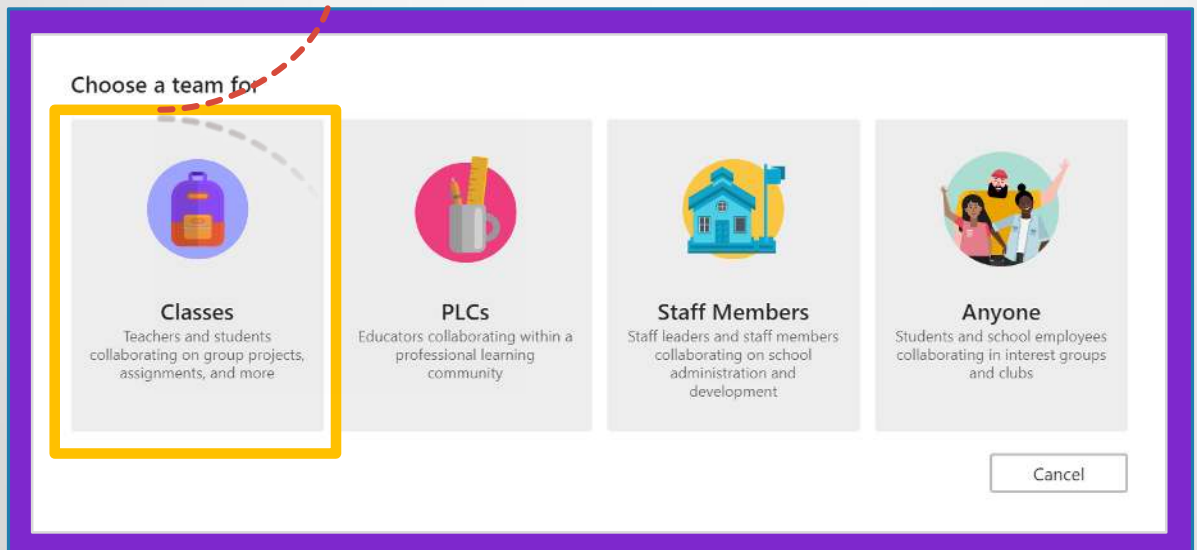 Choose a team for
Classes
Teachers and students
collaborating on group projects,
assignments, and more
PLCs
Educators collaborating within a
professional learning
community
Staff Members
Staff leaders and staff members
collaborating on school
administration and
development
Anyone
Students and school employees
collaborating in interest groups
and clubs
Cancel